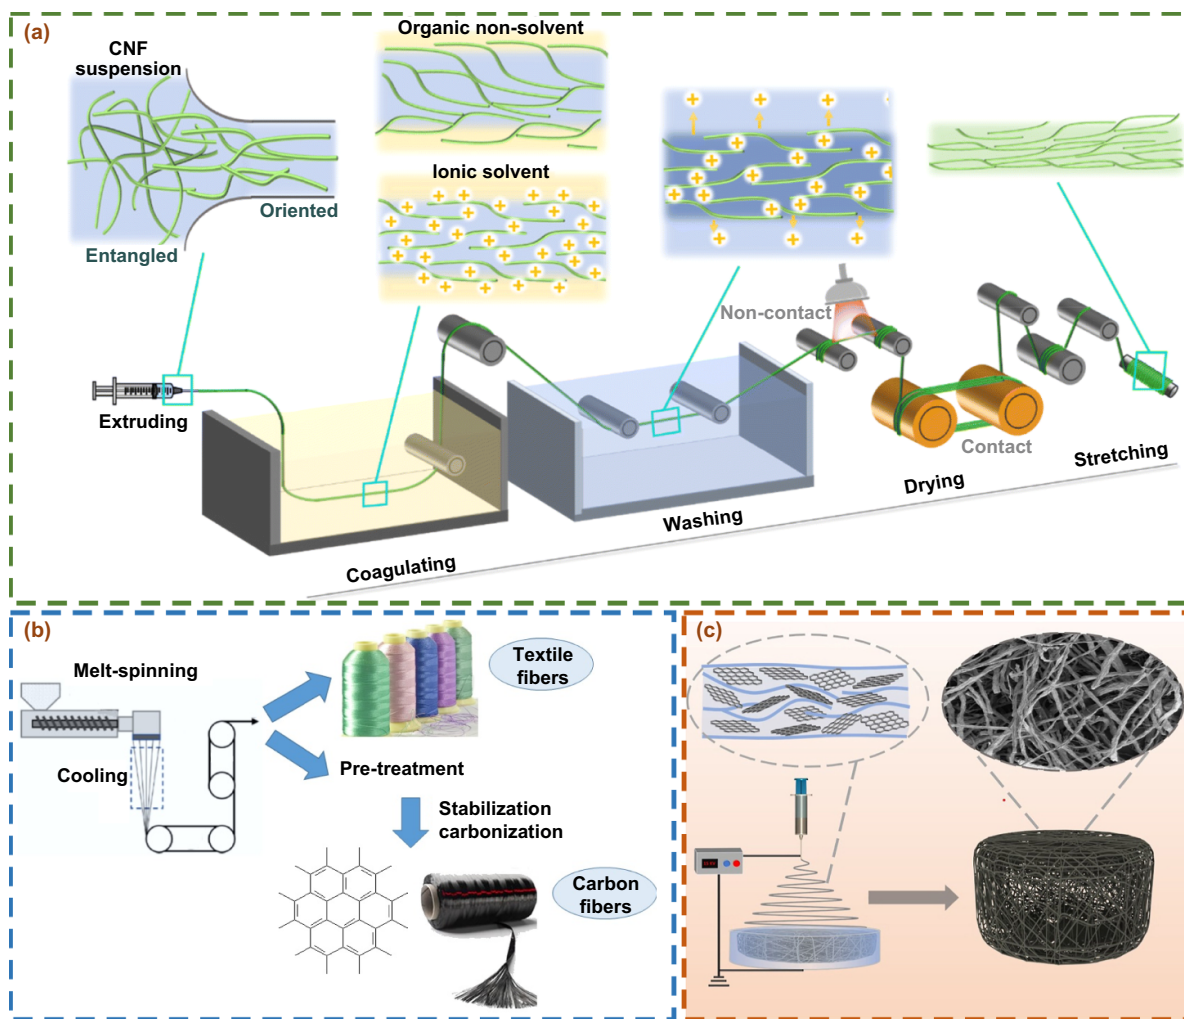 (a)
CNF
suspension
Oriented
Entangled
Organic non-solvent
Ionic solvent
Non-contact
Extruding
Contact
Stretching
Drying
Washing
Coagulating
(b)
Melt-spinning
Cooling
Textile
fibers
Pre-treatment
Stabilization
carbonization
Carbon
fibers
(c)